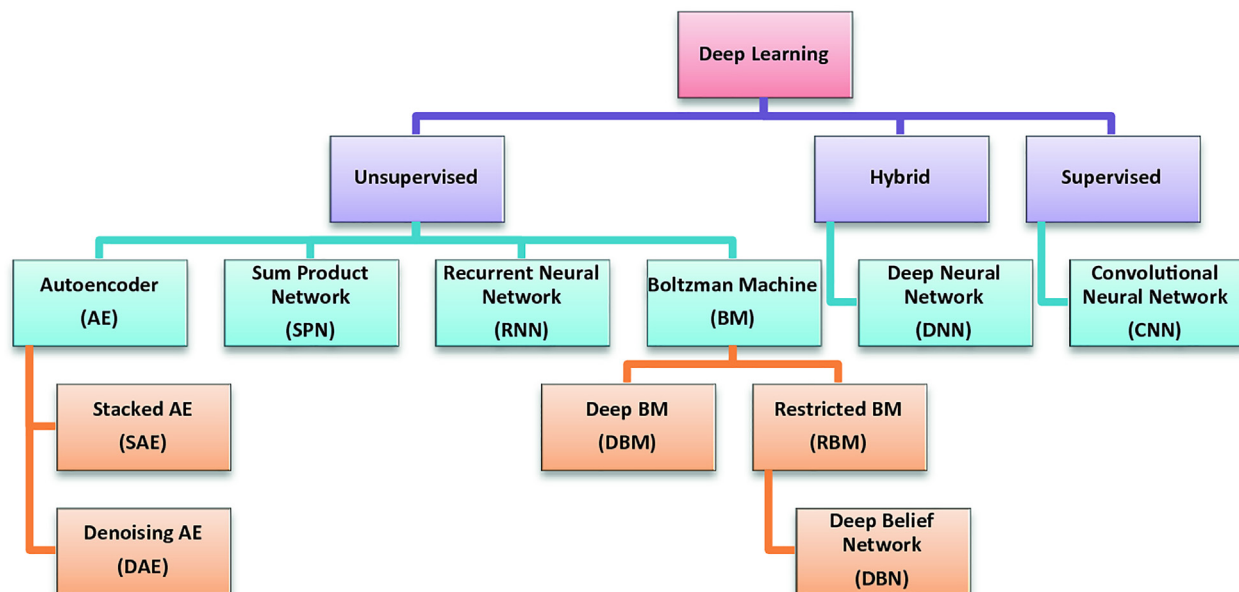 Deep Learning
Unsupervised
Hybrid
Supervised
Autoencoder
(AE)
Sum Product
Network
(SPN)
Recurrent Neural
Network
(RNN)
Boltzman Machine
(BM)
Deep Neural
Network
(DNN)
Convolutional
Neural Network
(CNN)
Stacked AE
(SAE)
Deep BM
(DBM)
Restricted BM
(RBM)
Denoising AE
(DAE)
Deep Belief
Network
(DBN)